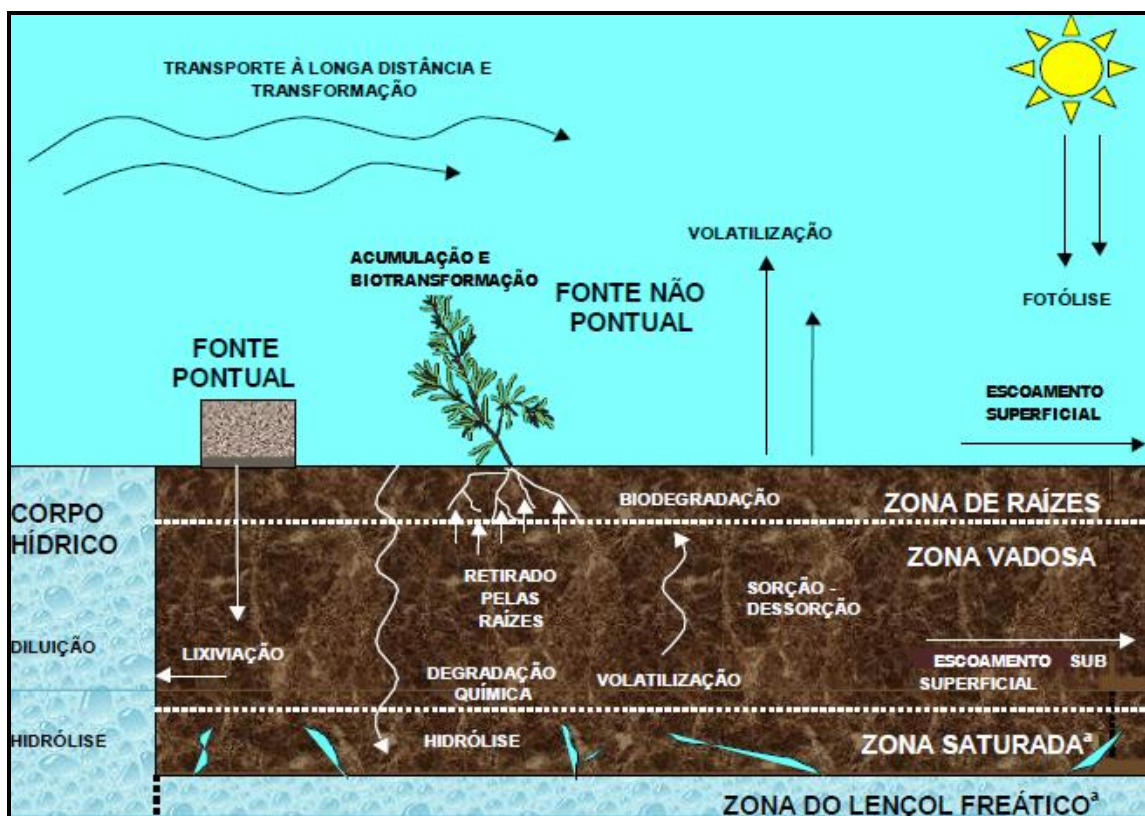 TRANSPORTE À LONGA DISTÂNCIA E
TRANSFORMAÇÃO
VOLATILIZAÇÃO
ACUMULAÇÃO E
BIOTRANSFORMAÇÃO
FONTE NÃO
PONTUAL
FOTÓLISE
FONTE
PONTUAL
ESCOAMENTO
SUPERFICIAL
CORPO
HÍDRICO
BIODEGRADAÇÃO
ZONA DE RAÍZES
ZONA VADOSA
RETIRADO
PELAS
RAÍZES
SORÇÃO -
DESSORÇÃO
DILUIÇÃO
LIXIVIAÇÃO
DEGRADAÇÃO
QUÍMICA
VOLATILIZAÇÃO
ESCOAMENTO SUB
SUPERFICIAL
HIDRÓLISE
HIDRÓLISE
ZONA SATURADAª
ZONA DO LENÇOL FREÁTICOª